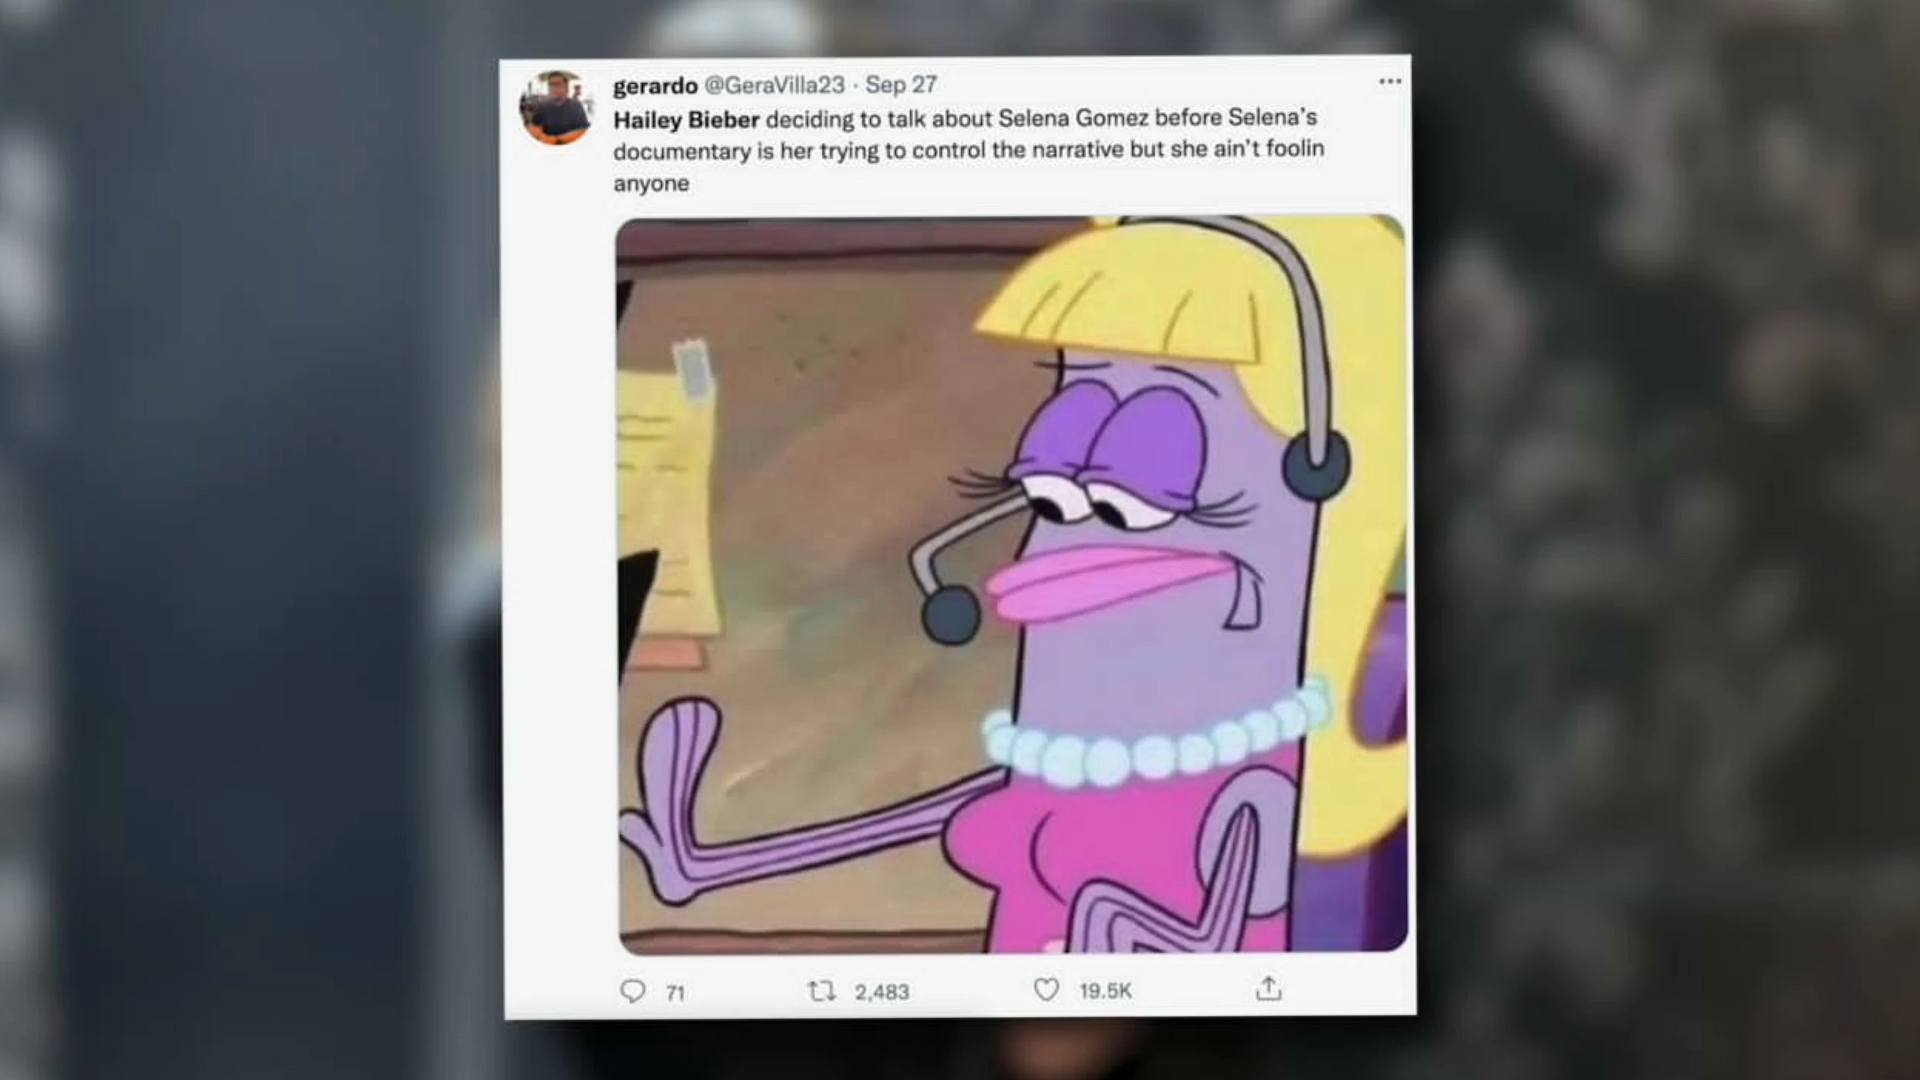 gerardo @GeraVilla23 · Sep 27
Hailey Bieber deciding to talk about Selena Gomez before Selena's
documentary is her trying to control the narrative but she ain't foolin
anyone
71 2,483 19.5K